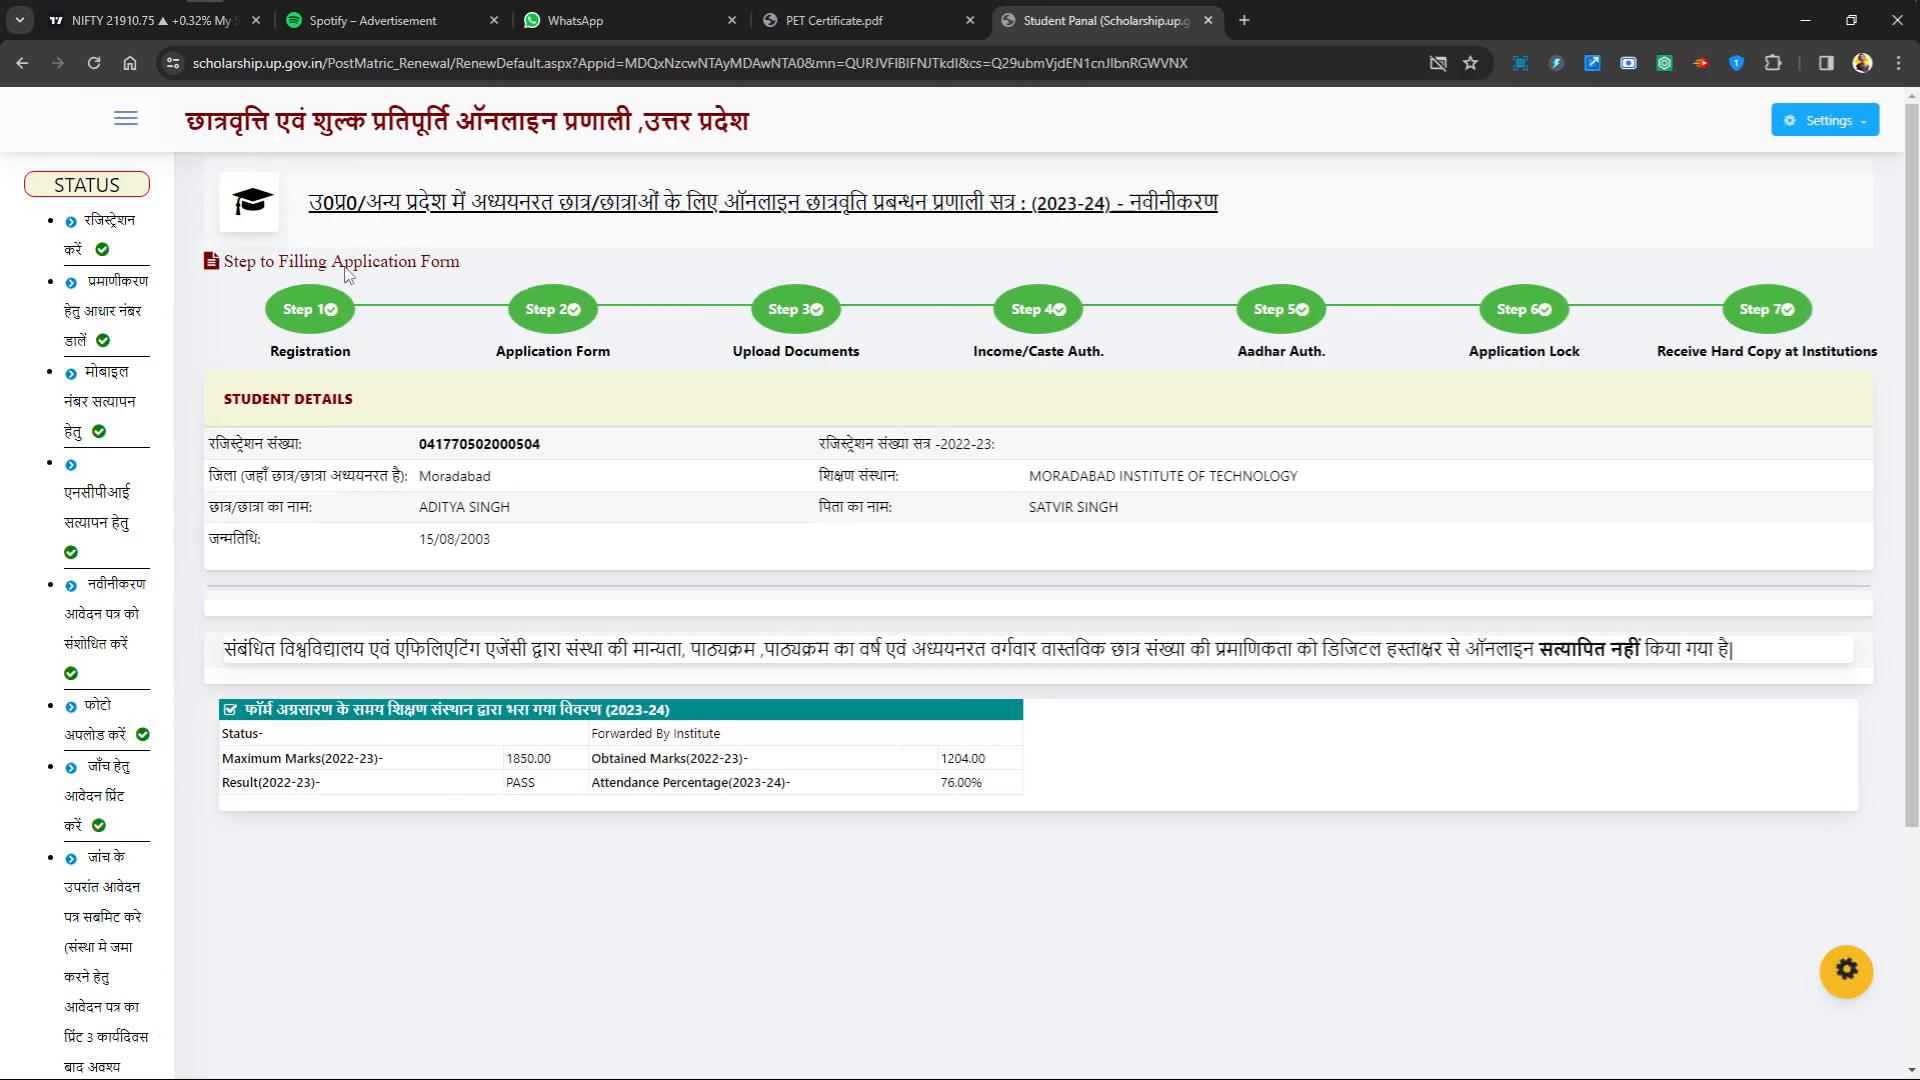 NIFTY 21910.75 ▲ +0.32% My S
Spotify – Advertisement
WhatsApp
PET Certificate.pdf
Student Panal (Scholarship.up.g
scholarship.up.gov.in/PostMatric_Renewal/RenewDefault.aspx?Appid=MDQxNzcwNTAyMDAwNTA0&mn=QURJVFlBIFNJTkdI&cs=Q29ubmVjdEN1cnJlbnRGWVNX
छात्रवृत्ति एवं शुल्क प्रतिपूर्ति ऑनलाइन प्रणाली ,उत्तर प्रदेश
Settings
STATUS
रजिस्ट्रेशन
करें
प्रमाणीकरण
हेतु आधार नंबर
डालें
मोबाइल
नंबर सत्यापन
हेतु
एनसीपीआई
सत्यापन हेतु
नवीनीकरण
आवेदन पत्र को
संशोधित करें
फोटो
अपलोड करें
जाँच हेतु
आवेदन प्रिंट
करें
जांच के
उपरांत आवेदन
पत्र सबमिट करे
(संस्था मे जमा
करने हेतु
आवेदन पत्र का
प्रिंट 3 कार्यदिवस
बाद अवश्य
उ0प्र0/अन्य प्रदेश में अध्ययनरत छात्र/छात्राओं के लिए ऑनलाइन छात्रवृति प्रबन्धन प्रणाली सत्र : (2023-24) - नवीनीकरण
Step to Filling Application Form
Step 1 Step 2 Step 3 Step 4 Step 5 Step 6 Step 7
Registration Application Form Upload Documents Income/Caste Auth. Aadhar Auth. Application Lock Receive Hard Copy at Institutions
STUDENT DETAILS
रजिस्ट्रेशन संख्या: 041770502000504 रजिस्ट्रेशन संख्या सत्र -2022-23:
जिला (जहाँ छात्र/छात्रा अध्ययनरत है): Moradabad शिक्षण संस्थान: MORADABAD INSTITUTE OF TECHNOLOGY
छात्र/छात्रा का नाम: ADITYA SINGH पिता का नाम: SATVIR SINGH
जन्मतिथि: 15/08/2003
संबंधित विश्वविद्यालय एवं एफिलिएटिंग एजेंसी द्वारा संस्था की मान्यता, पाठ्यक्रम ,पाठ्यक्रम का वर्ष एवं अध्ययनरत वर्गवार वास्तविक छात्र संख्या की प्रमाणिकता को डिजिटल हस्ताक्षर से ऑनलाइन सत्यापित नहीं किया गया है|
फॉर्म अग्रसारण के समय शिक्षण संस्थान द्वारा भरा गया विवरण (2023-24)
Status- Forwarded By Institute
Maximum Marks(2022-23)- 1850.00 Obtained Marks(2022-23)- 1204.00
Result(2022-23)- PASS Attendance Percentage(2023-24)- 76.00%